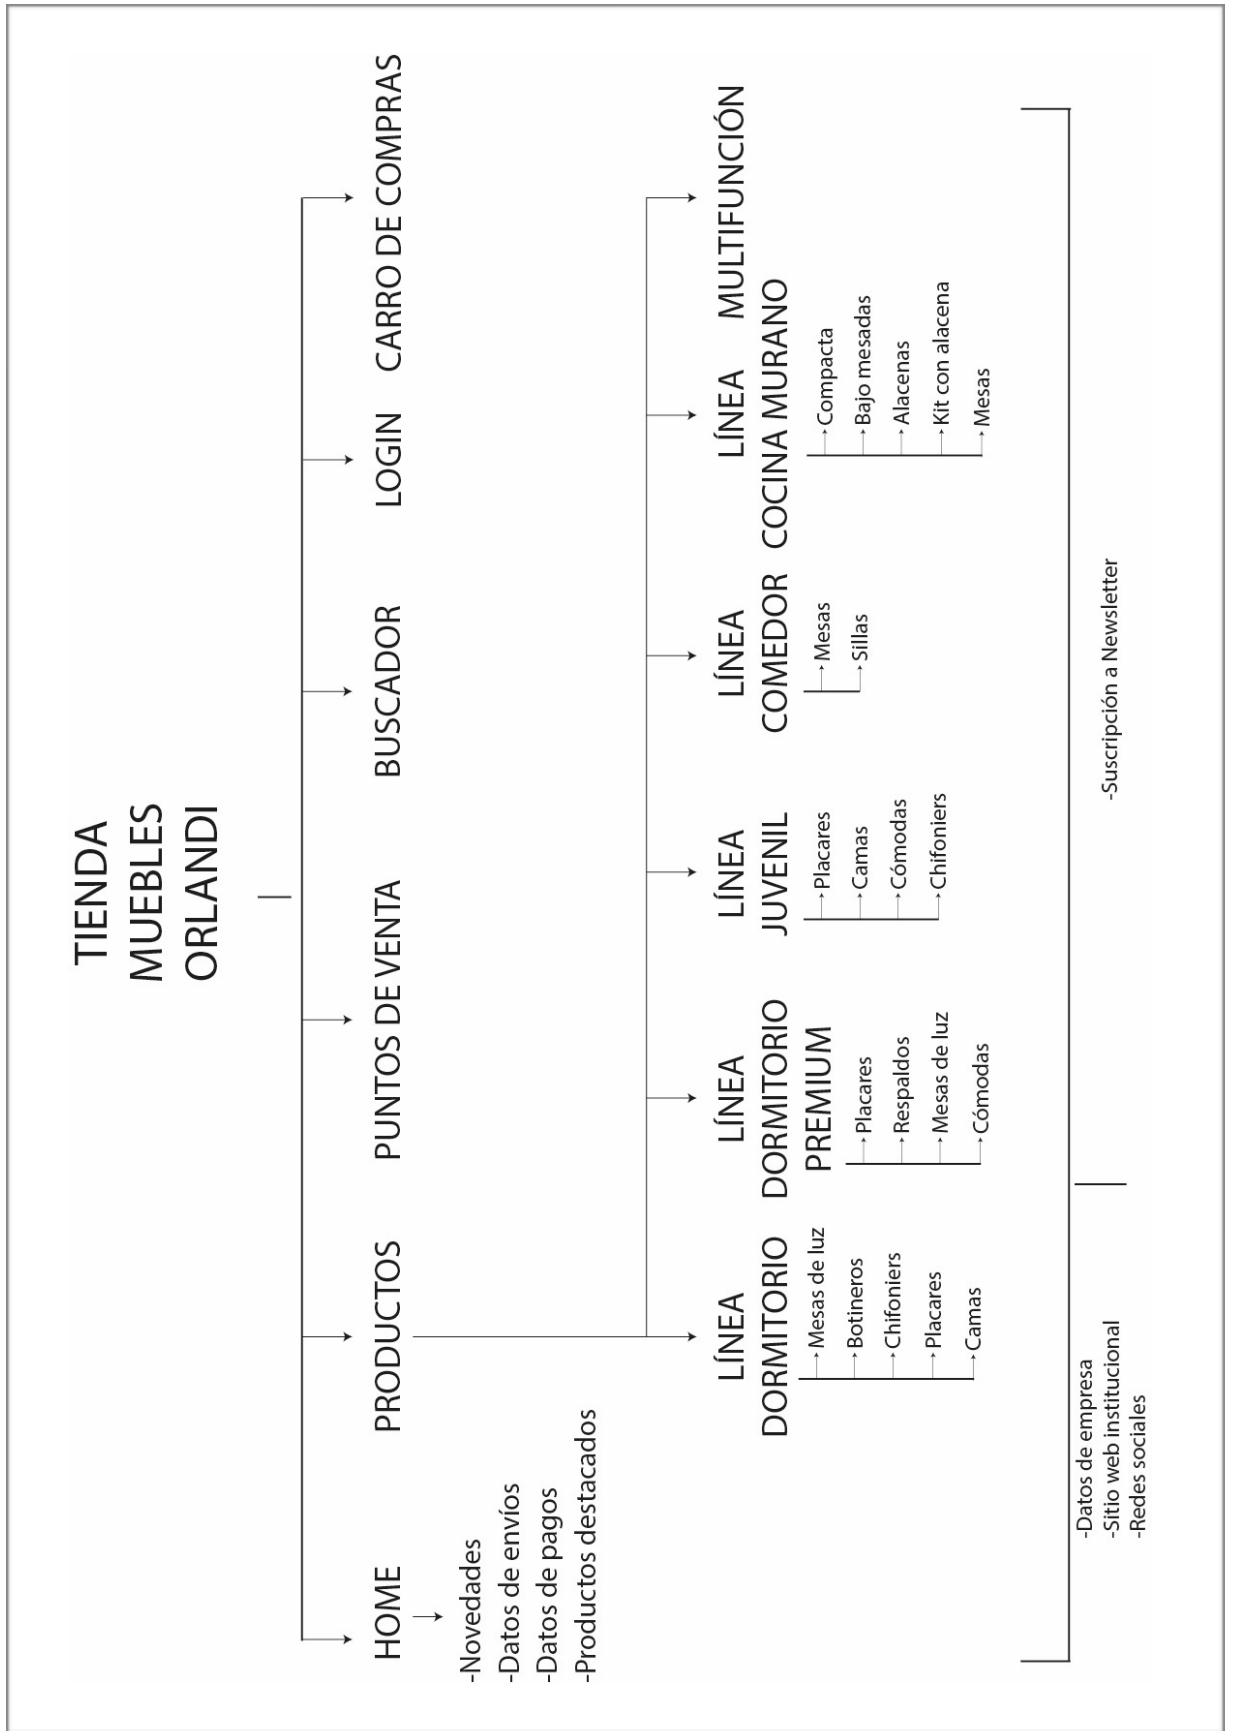 TIENDA
MUEBLES
ORLANDI
HOME
PRODUCTOS
PUNTOS DE VENTA
BUSCADOR
LOGIN
CARRO DE COMPRAS
-Novedades
-Datos de envíos
-Datos de pagos
-Productos destacados
LÍNEA
DORMITORIO
Mesas de luz
Botineros
Chifoniers
Placares
Camas
LÍNEA
DORMITORIO
PREMIUM
Placares
Respaldos
Mesas de luz
Cómodas
LÍNEA
JUVENIL
Placares
Camas
Cómodas
Chifoniers
LÍNEA
COMEDOR
Mesas
Sillas
LÍNEA
COCINA MURANO
Compacta
Bajo mesadas
Alacenas
Kit con alacena
Mesas
MULTIFUNCIÓN
-Datos de empresa
-Sitio web institucional
-Redes sociales
-Suscripción a Newsletter